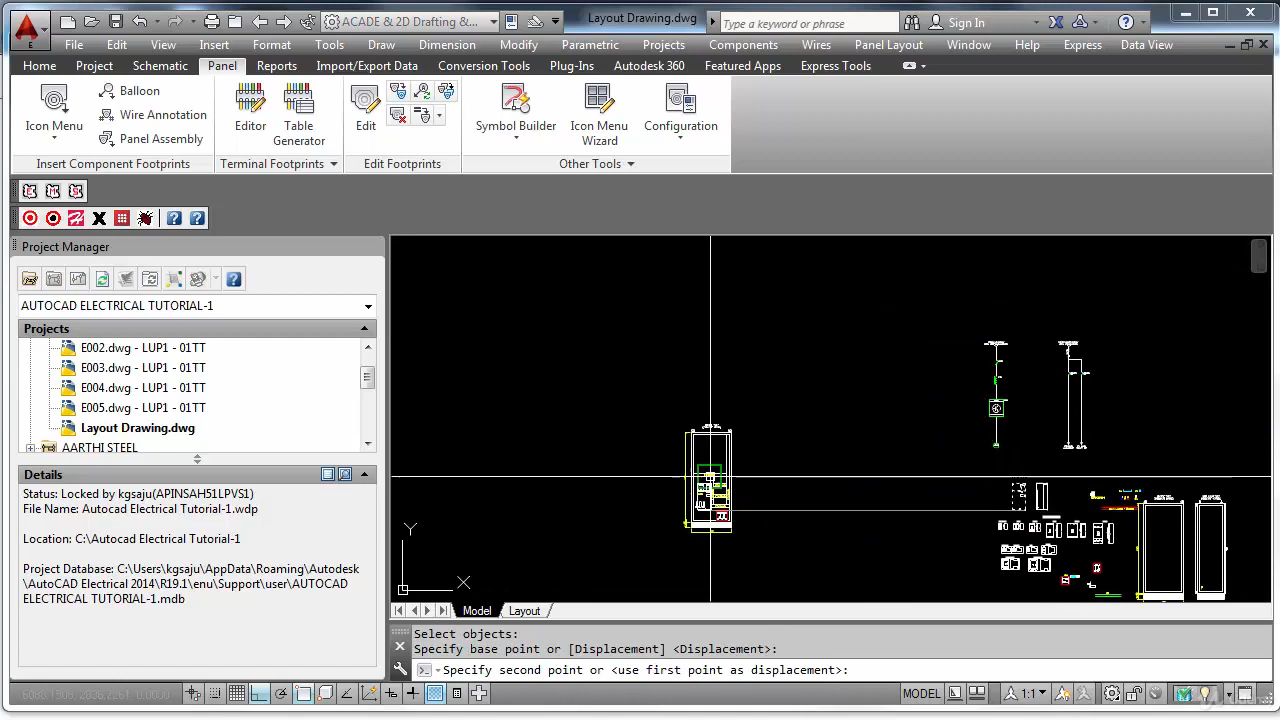 ACADE & 2D Drafting &...
Layout Drawing.dwg
Type a keyword or phrase
Sign In
File Edit View Insert Format Tools Draw Dimension Modify Parametric Projects Components Wires Panel Layout Window Help Express Data View
Home Project Schematic Panel Reports Import/Export Data Conversion Tools Plug-Ins Autodesk 360 Featured Apps Express Tools
Icon Menu
Balloon
Wire Annotation
Panel Assembly
Insert Component Footprints
Editor
Table Generator
Terminal Footprints
Edit
Edit Footprints
Symbol Builder
Icon Menu Wizard
Configuration
Other Tools
Project Manager
AUTOCAD ELECTRICAL TUTORIAL-1
Projects
E002.dwg - LUP1 - 01TT
E003.dwg - LUP1 - 01TT
E004.dwg - LUP1 - 01TT
E005.dwg - LUP1 - 01TT
Layout Drawing.dwg
AARTHI STEEL
Details
Status: Locked by kgsaju(APINSAH51LPVS1)
File Name: Autocad Electrical Tutorial-1.wdp
Location: C:\Autocad Electrical Tutorial-1
Project Database: C:\Users\kgsaju\AppData\Roaming\Autodesk
\AutoCAD Electrical 2014\R19.1\enu\Support\user\AUTOCAD
ELECTRICAL TUTORIAL-1.mdb
Y
X
Model Layout
Select objects:
Specify base point or [Displacement] <Displacement>:
Specify second point or <use first point as displacement>:
MODEL
1:1